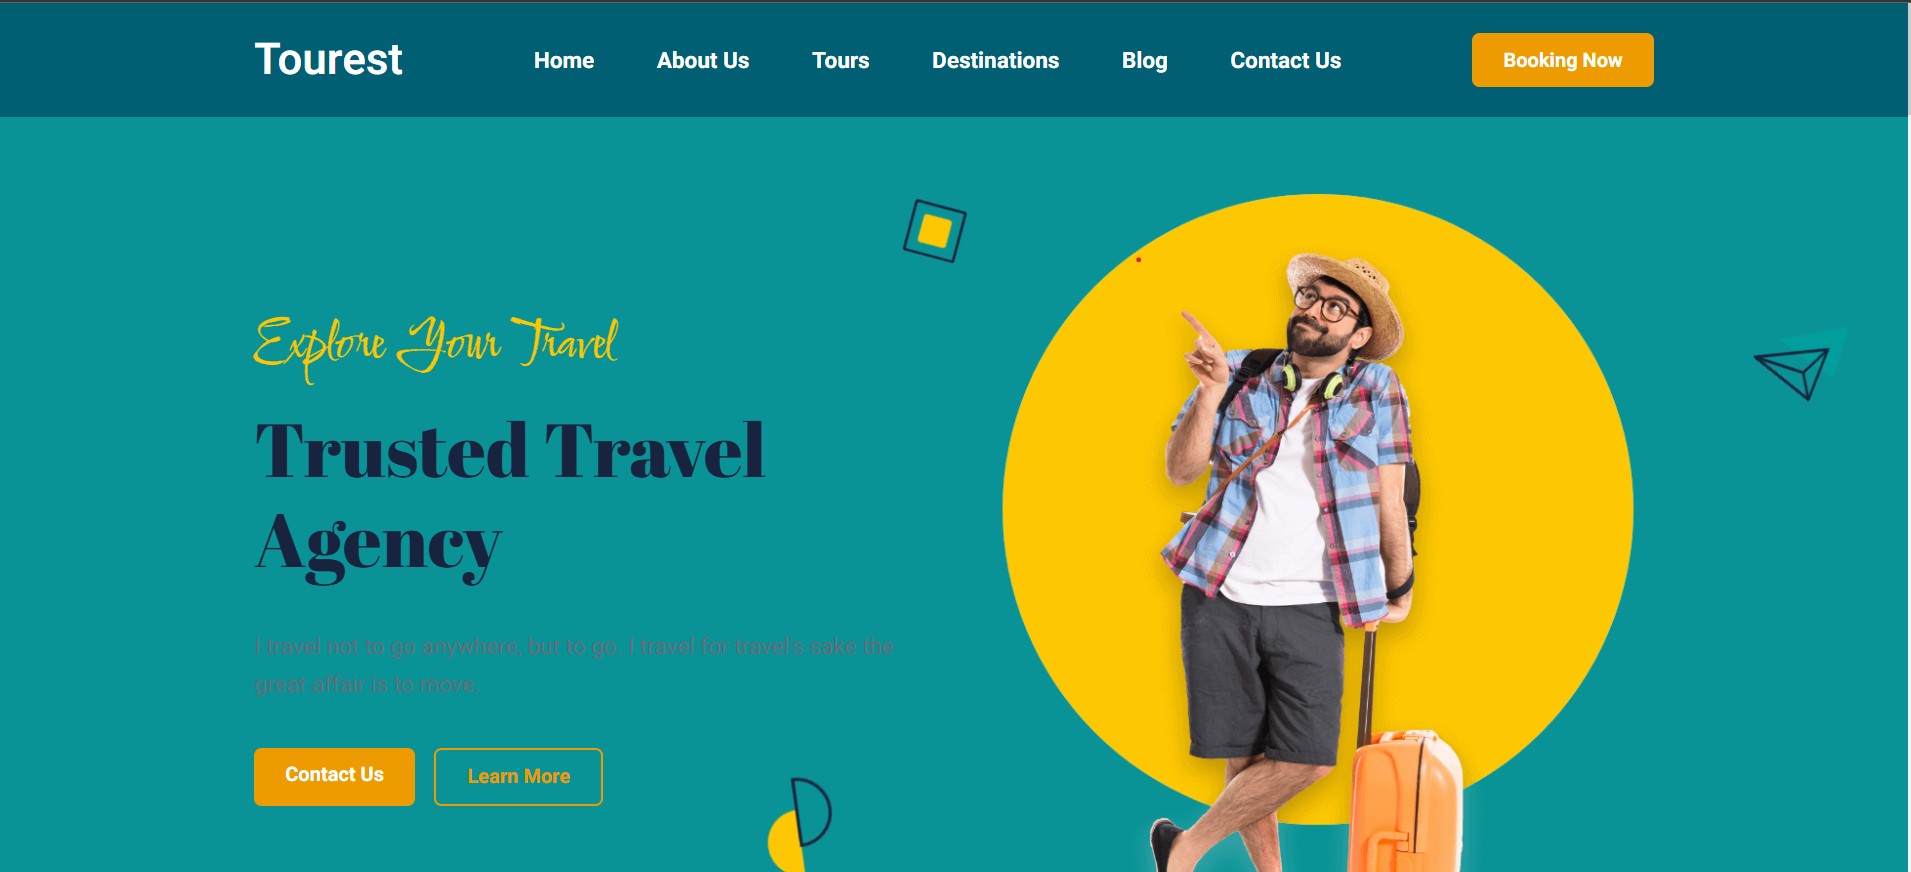 Tourest
Home
About Us
Tours
Destinations
Blog
Contact Us
Booking Now
Explore Your Travel
Trusted Travel
Agency
I travel not to go anywhere, but to go. I travel for travel's sake the
great affair is to move.
Contact Us
Learn More